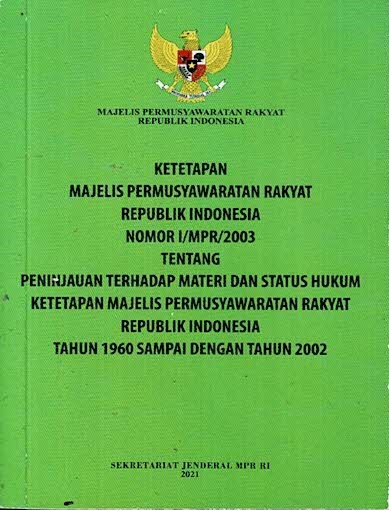 MAJELIS PERMUSYAWARATAN RAKYAT
REPUBLIK INDONESIA
KETETAPAN
MAJELIS PERMUSYAWARATAN RAKYAT
REPUBLIK INDONESIA
NOMOR I/MPR/2003
TENTANG
PENINJAUAN TERHADAP MATERI DAN STATUS HUKUM
KETETAPAN MAJELIS PERMUSYAWARATAN RAKYAT
REPUBLIK INDONESIA
TAHUN 1960 SAMPAI DENGAN TAHUN 2002
SEKRETARIAT JENDERAL MPR RI
2021